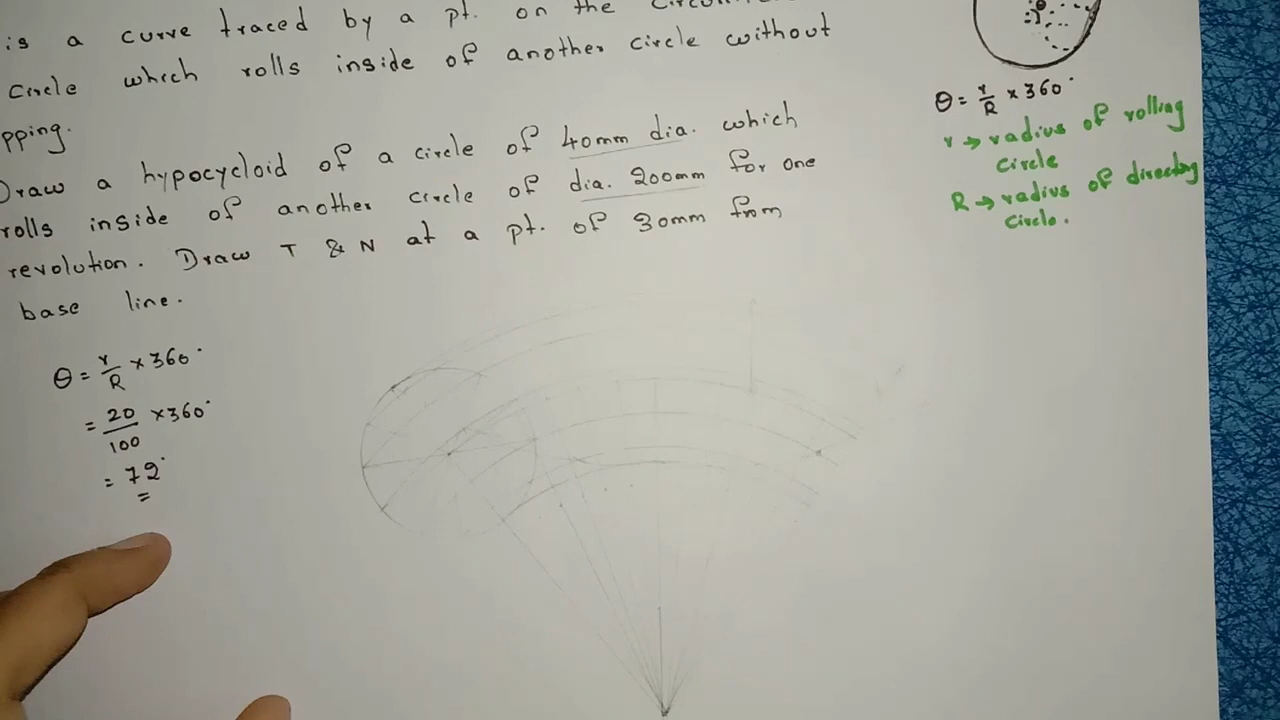 is a curve traced by a pt. on the
Circle which rolls inside of another circle without
pping.
Draw a hypocycloid of a circle of 40mm dia. which
rolls inside of another circle of dia. 200mm for one
revolution. Draw T & N at a pt. of 30mm from
base line.
θ = r/R × 360°
= 20/100 × 360°
= 72°
θ = r/R × 360°
r → radius of rolling
circle
R → radius of directing
circle.